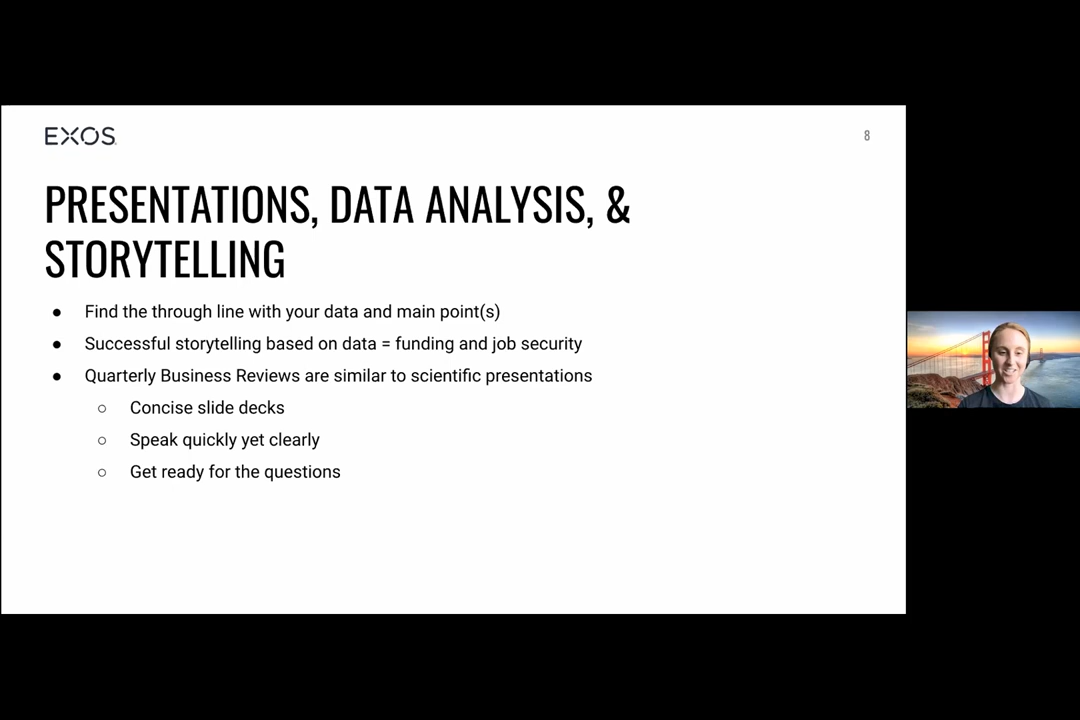 EXOS
8
PRESENTATIONS, DATA ANALYSIS, &
STORYTELLING
● Find the through line with your data and main point(s)
● Successful storytelling based on data = funding and job security
● Quarterly Business Reviews are similar to scientific presentations
○ Concise slide decks
○ Speak quickly yet clearly
○ Get ready for the questions